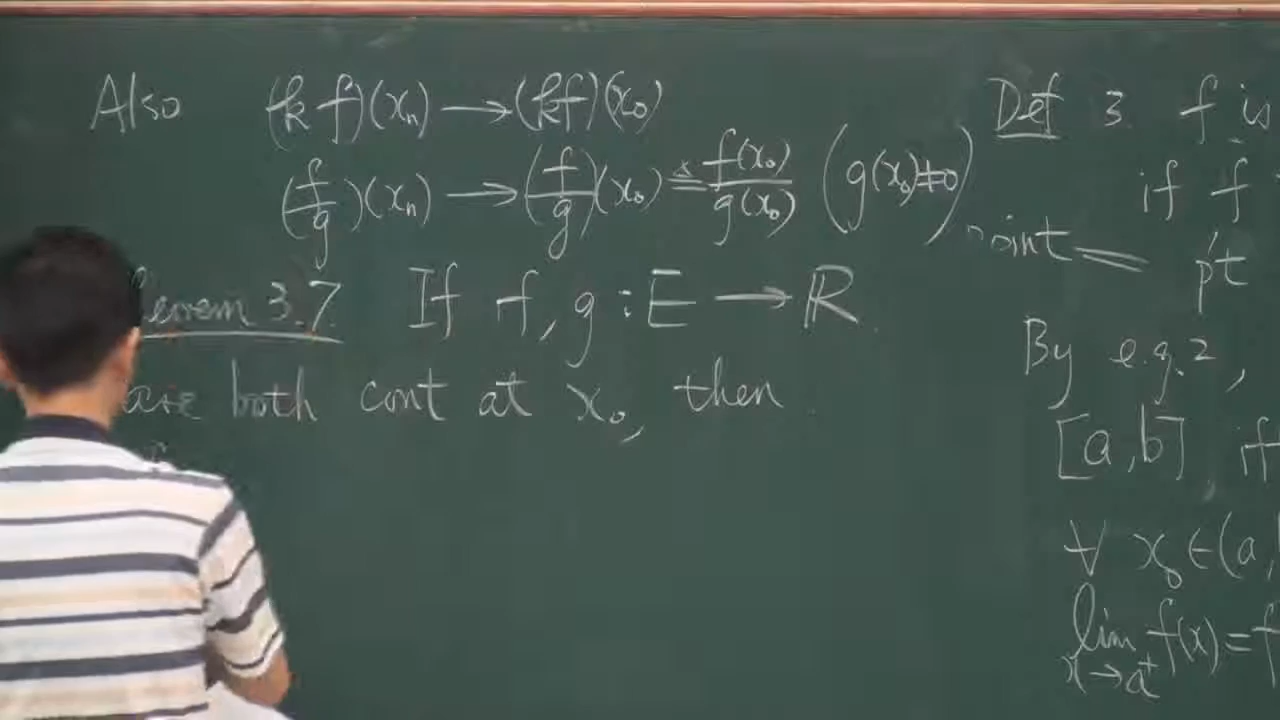 Also (kf)(xₙ) → (kf)(x₀)
(f/g)(xₙ) → (f/g)(x₀) ≜ f(x₀)/g(x₀) (g(x₀)≠0)
3.7. If f, g : E → ℝ
are both cont at x₀, then
Def 3. f is
if f
point
pt
By e.g.2,
[a,b] if
∀ x₀ ∈ (a,
lim f(x) = f
x→a⁺